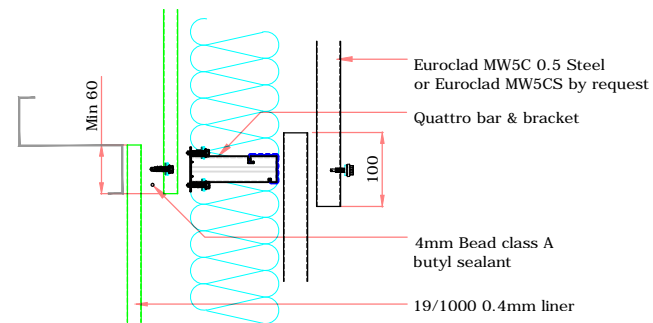 Euroclad MW5C 0.5 Steel
or Euroclad MW5CS by request
Min 60
Quattro bar & bracket
100
4mm Bead class A
butyl sealant
19/1000 0.4mm liner